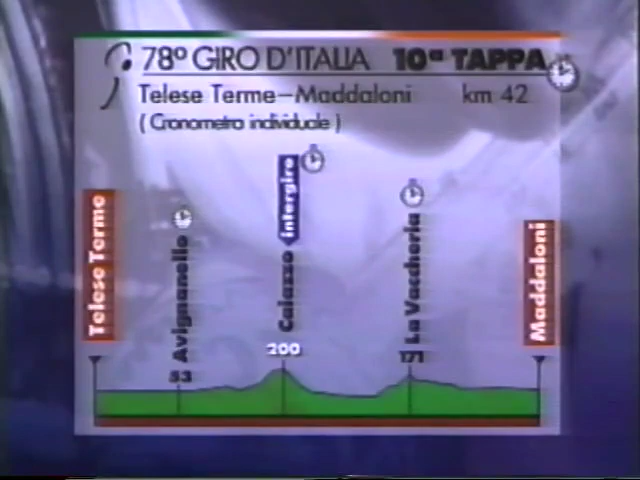 78º GIRO D'ITALIA 10ª TAPPA
Telese Terme-Maddaloni km 42
( Cronometro individuale )
Telese Terme
Avignanello
Caiazzo intergiro
La Vaccheria
Maddaloni
53
200
171